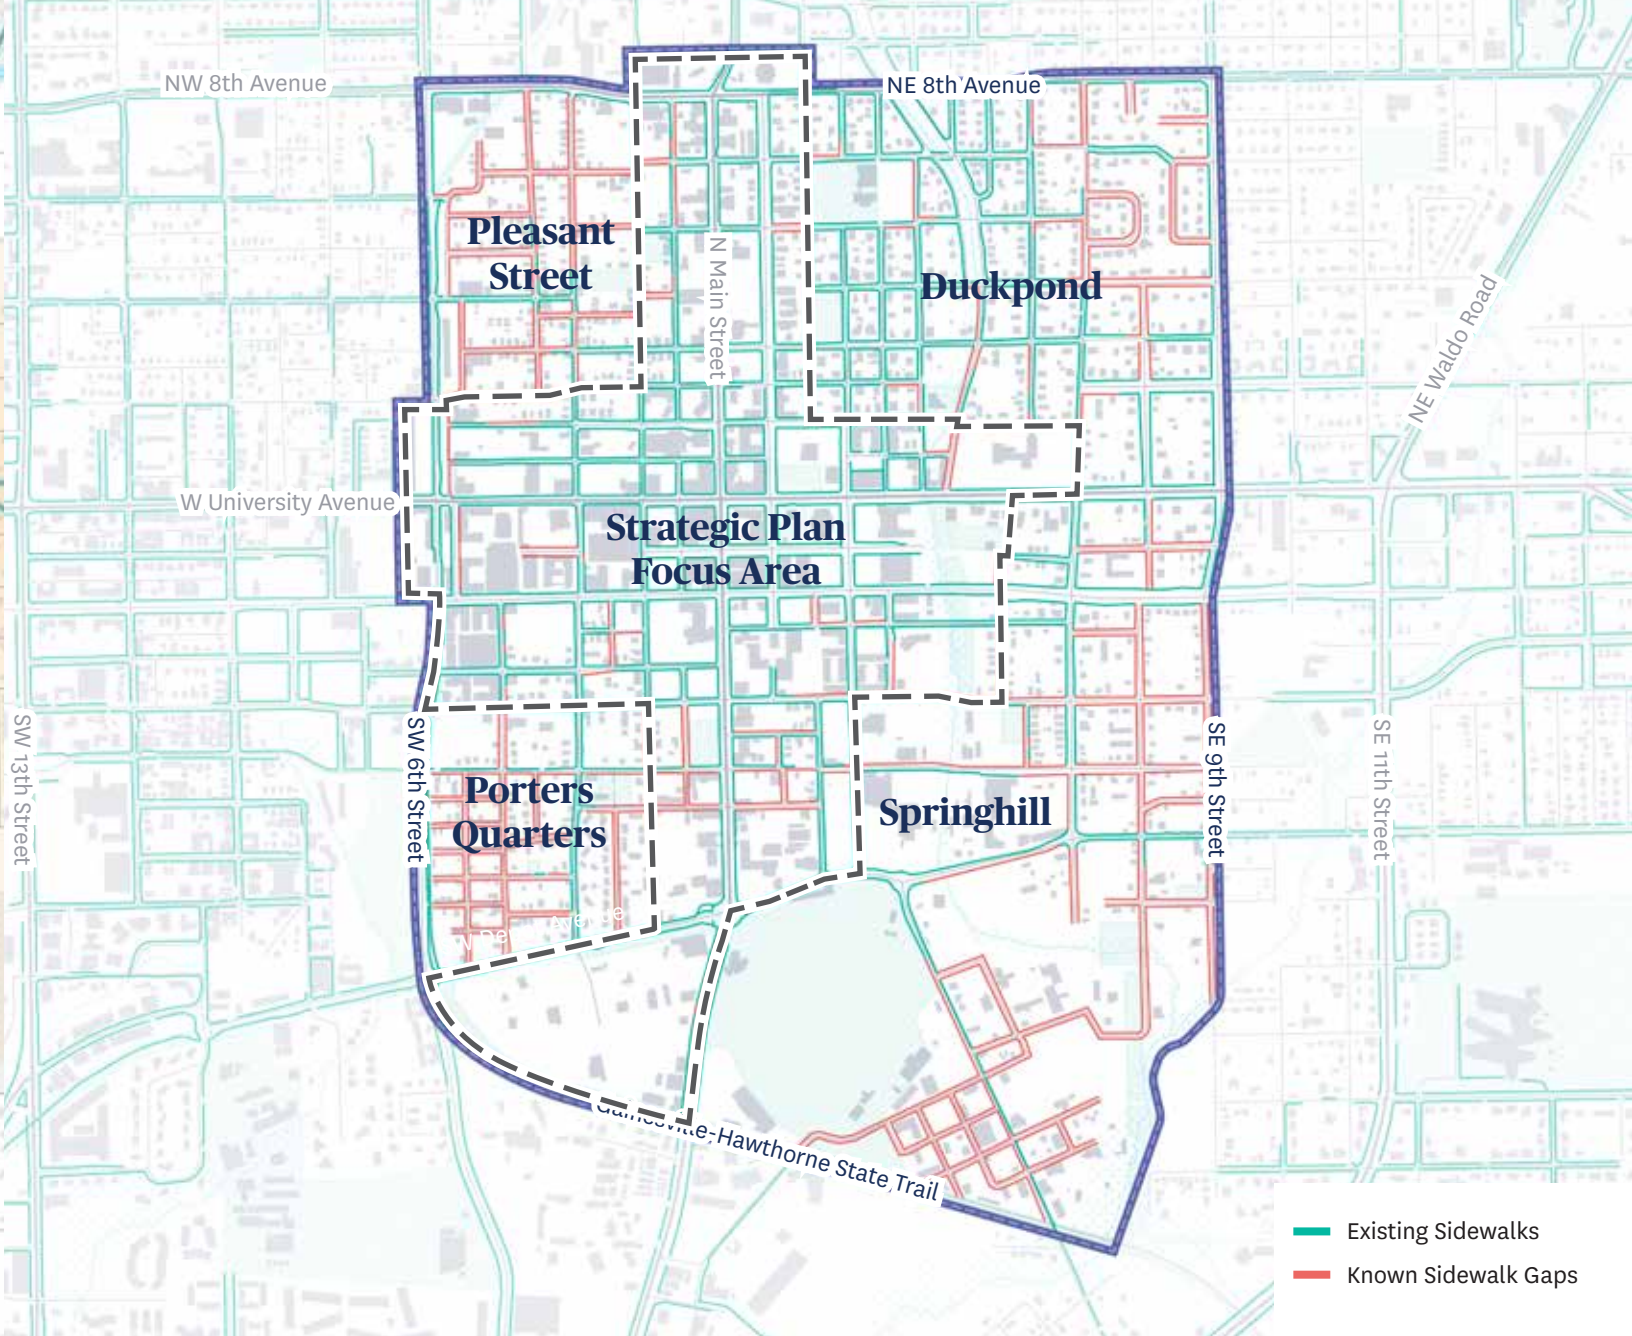 NW 8th Avenue
NE 8th Avenue
Pleasant
Street
N Main Street
Duckpond
NE Waldo Road
W University Avenue
Strategic Plan
Focus Area
SW 13th Street
SW 6th Street
Porters
Quarters
Springhill
SE 9th Street
SE 11th Street
Avenue
Gainesville-Hawthorne State Trail
Existing Sidewalks
Known Sidewalk Gaps